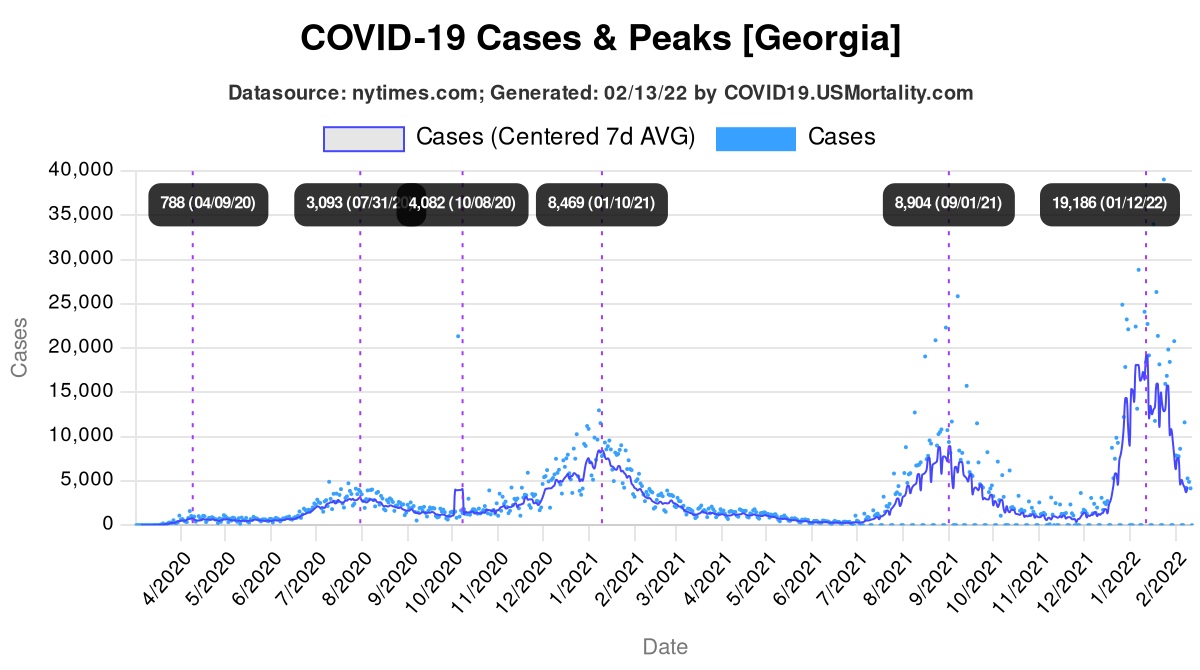 COVID-19 Cases & Peaks [Georgia]
Datasource: nytimes.com; Generated: 02/13/22 by COVID19.USMortality.com
Cases (Centered 7d AVG) Cases
40,000
35,000
30,000
25,000
20,000
15,000
10,000
5,000
0
Cases
788 (04/09/20) 3,093 (07/31/20) 4,082 (10/08/20) 8,469 (01/10/21) 8,904 (09/01/21) 19,186 (01/12/22)
4/2020 5/2020 6/2020 7/2020 8/2020 9/2020 10/2020 11/2020 12/2020 1/2021 2/2021 3/2021 4/2021 5/2021 6/2021 7/2021 8/2021 9/2021 10/2021 11/2021 12/2021 1/2022 2/2022
Date